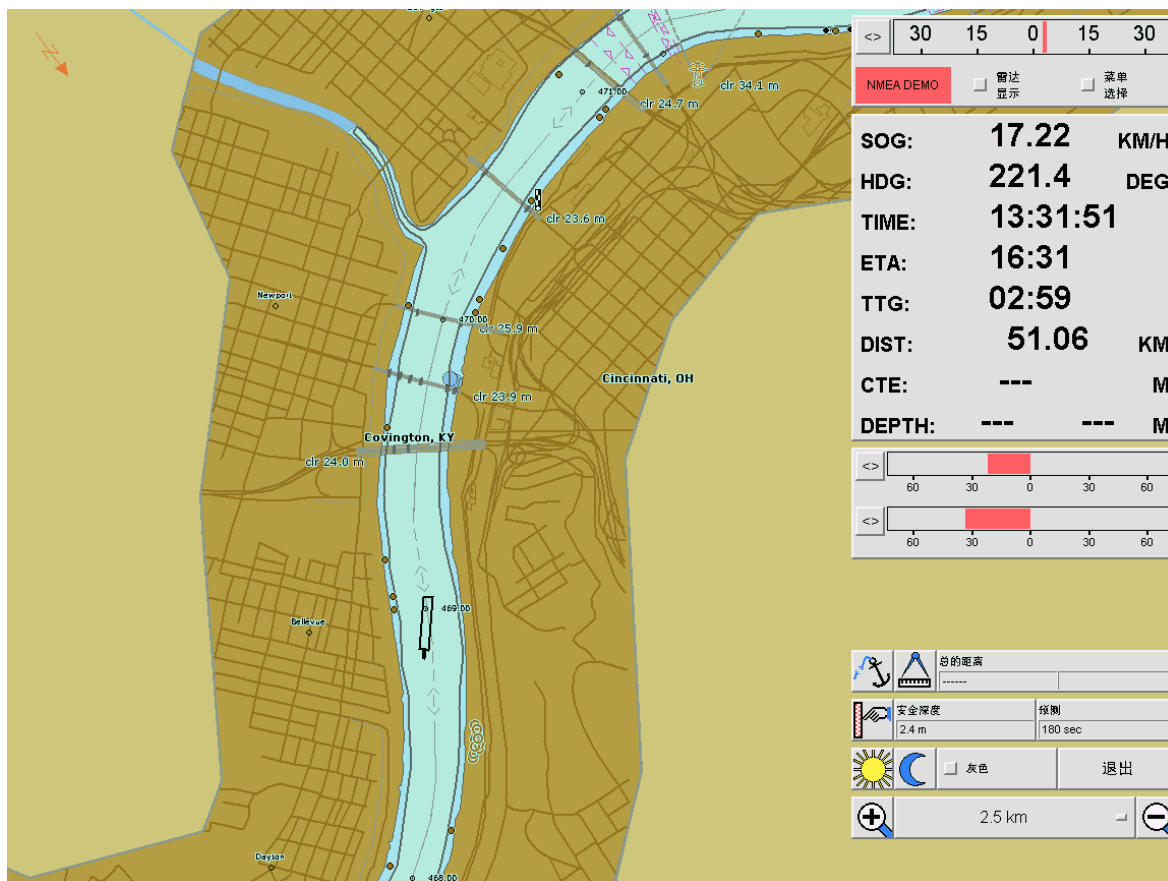 471.00
clr 24.7 m
clr 34.1 m
clr 23.6 m
Newport
470.00
clr 25.9 m
Cincinnati, OH
clr 23.9 m
Covington, KY
clr 24.0 m
469.00
Bellevue
Dayton
468.00
<>
30 15 0 15 30
NMEA DEMO
雷达
显示
菜单
选择
SOG: 17.22 KM/H
HDG: 221.4 DEG
TIME: 13:31:51
ETA: 16:31
TTG: 02:59
DIST: 51.06 KM
CTE: --- M
DEPTH: --- --- M
<>
60 30 0 30 60
<>
60 30 0 30 60
总的距离
------
安全深度
2.4 m
预测
180 sec
灰色
退出
2.5 km